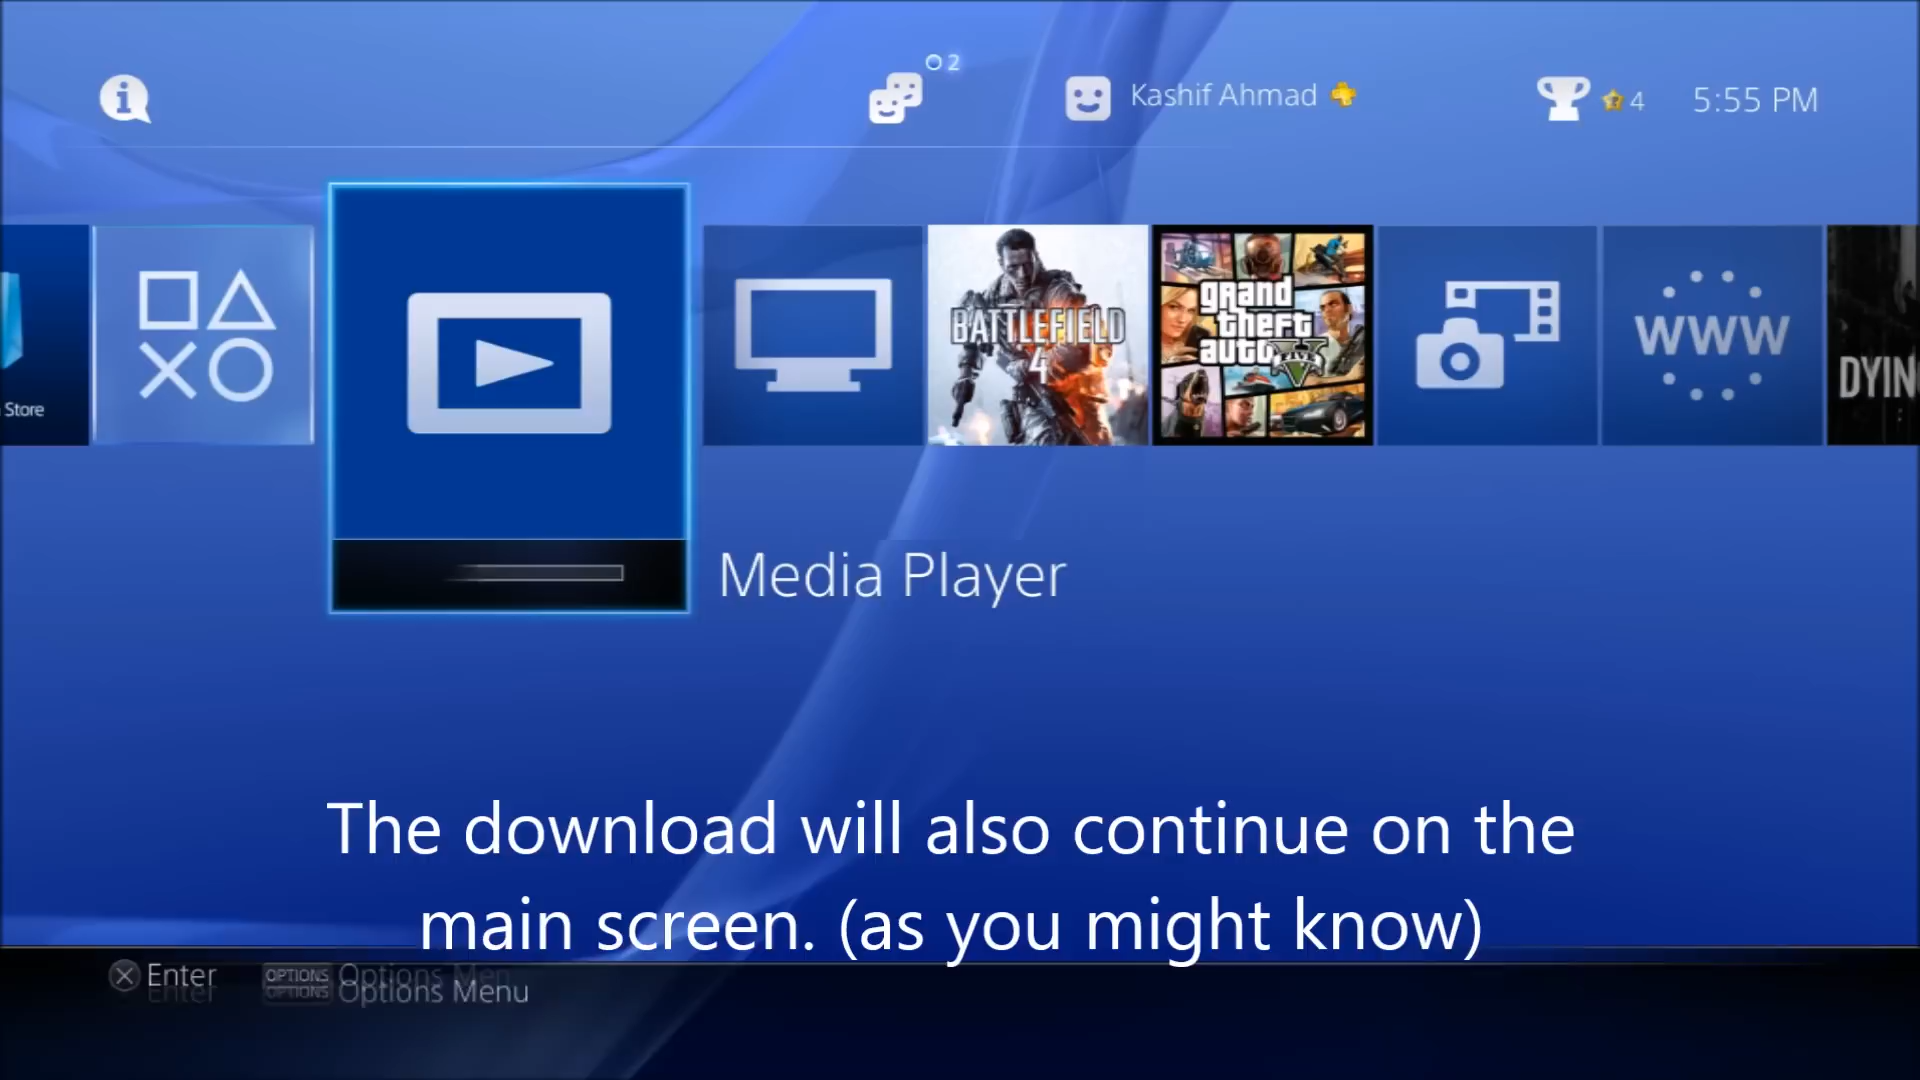 2
Kashif Ahmad
4
5:55 PM
Store
BATTLEFIELD
4
grand
theft
auto
FIVE
WWW
DYIN
Media Player
The download will also continue on the
main screen. (as you might know)
Enter
OPTIONS Options Menu